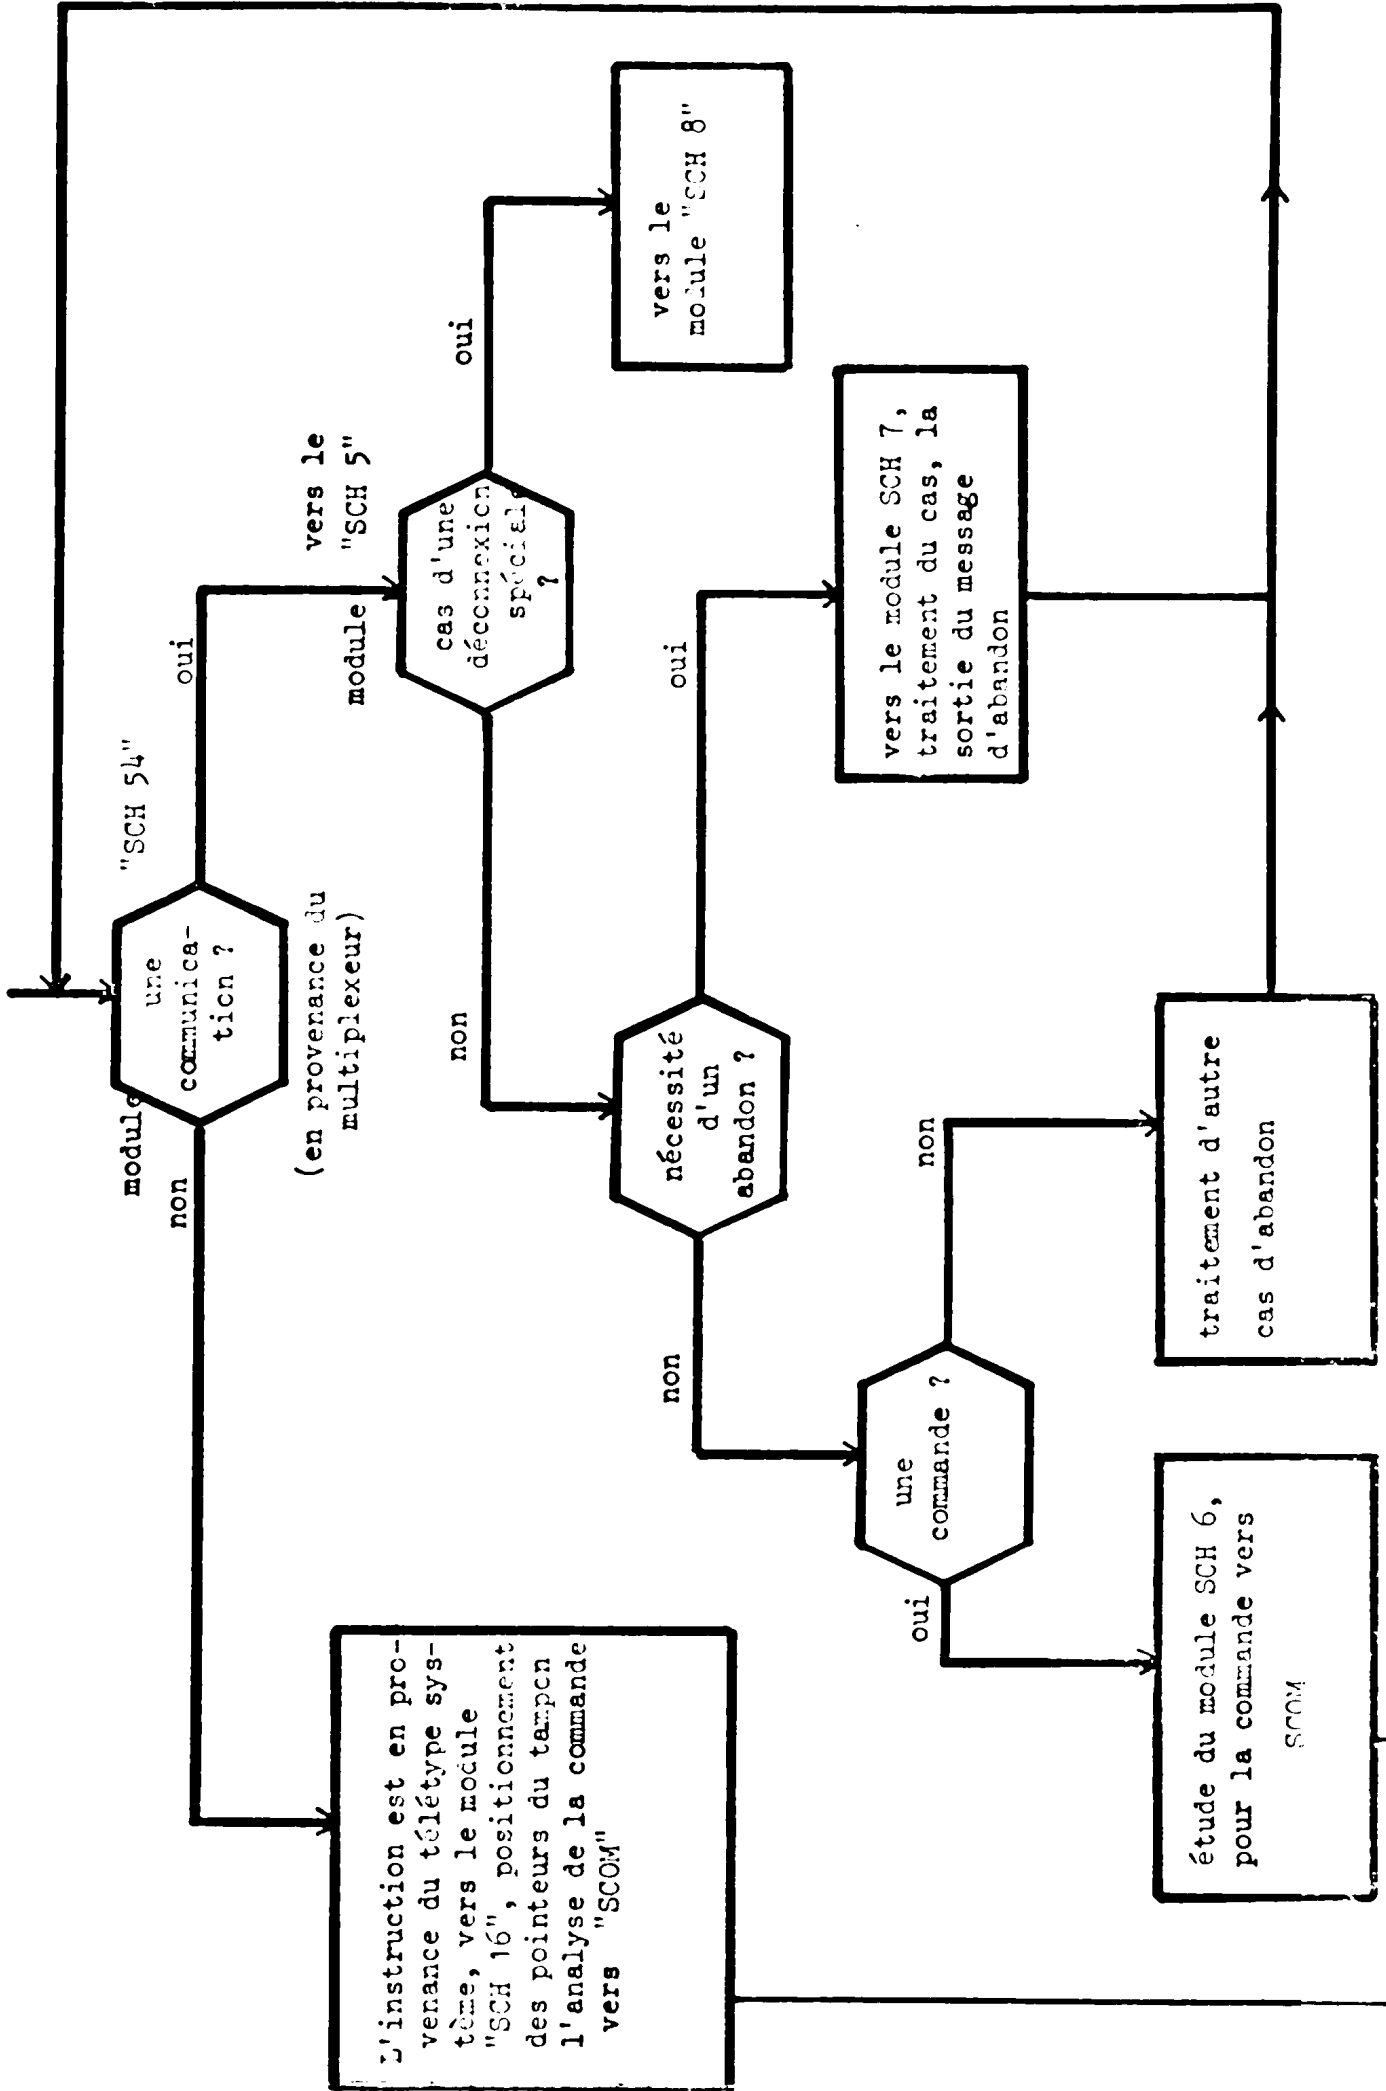 module "SCH 54"
une
communica-
tion ?
non
oui
(en provenance du
multiplexeur)
vers le
module "SCH 5"
cas d'une
déconnexion
spéciale
?
non
oui
vers le
module "SCH 8"
nécessité
d'un
abandon ?
non
oui
vers le module SCH 7,
traitement du cas, la
sortie du message
d'abandon
une
commande ?
oui
non
traitement d'autre
cas d'abandon
étude du module SCH 6,
pour la commande vers
SCOM
L'instruction est en pro-
venance du télétype sys-
tème, vers le module
"SCH 16", positionnement
des pointeurs du tampon
l'analyse de la commande
vers "SCOM"